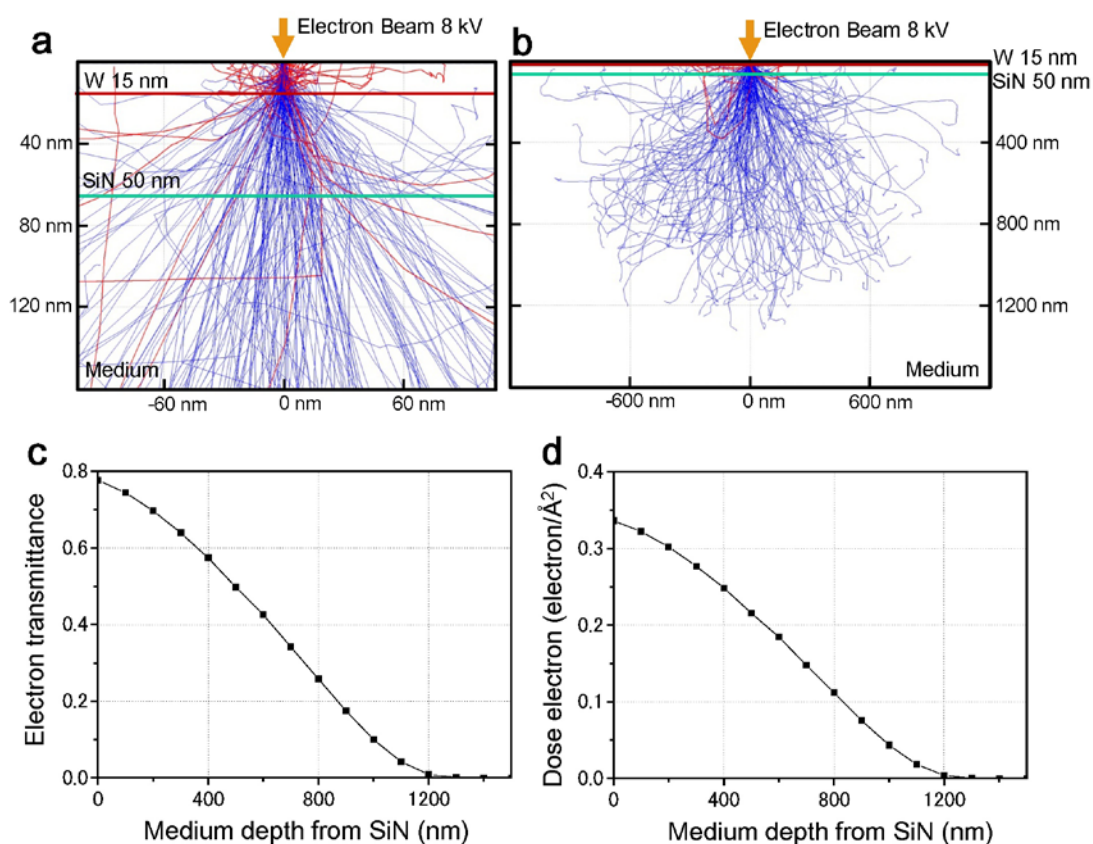 a
Electron Beam 8 kV
W 15 nm
40 nm
SiN 50 nm
80 nm
120 nm
Medium
-60 nm
0 nm
60 nm
b
Electron Beam 8 kV
W 15 nm
SiN 50 nm
400 nm
800 nm
1200 nm
Medium
-600 nm
0 nm
600 nm
c
Electron transmittance
0.8
0.6
0.4
0.2
0.0
0
400
800
1200
Medium depth from SiN (nm)
d
Dose electron (electron/Å²)
0.4
0.3
0.2
0.1
0.0
0
400
800
1200
Medium depth from SiN (nm)